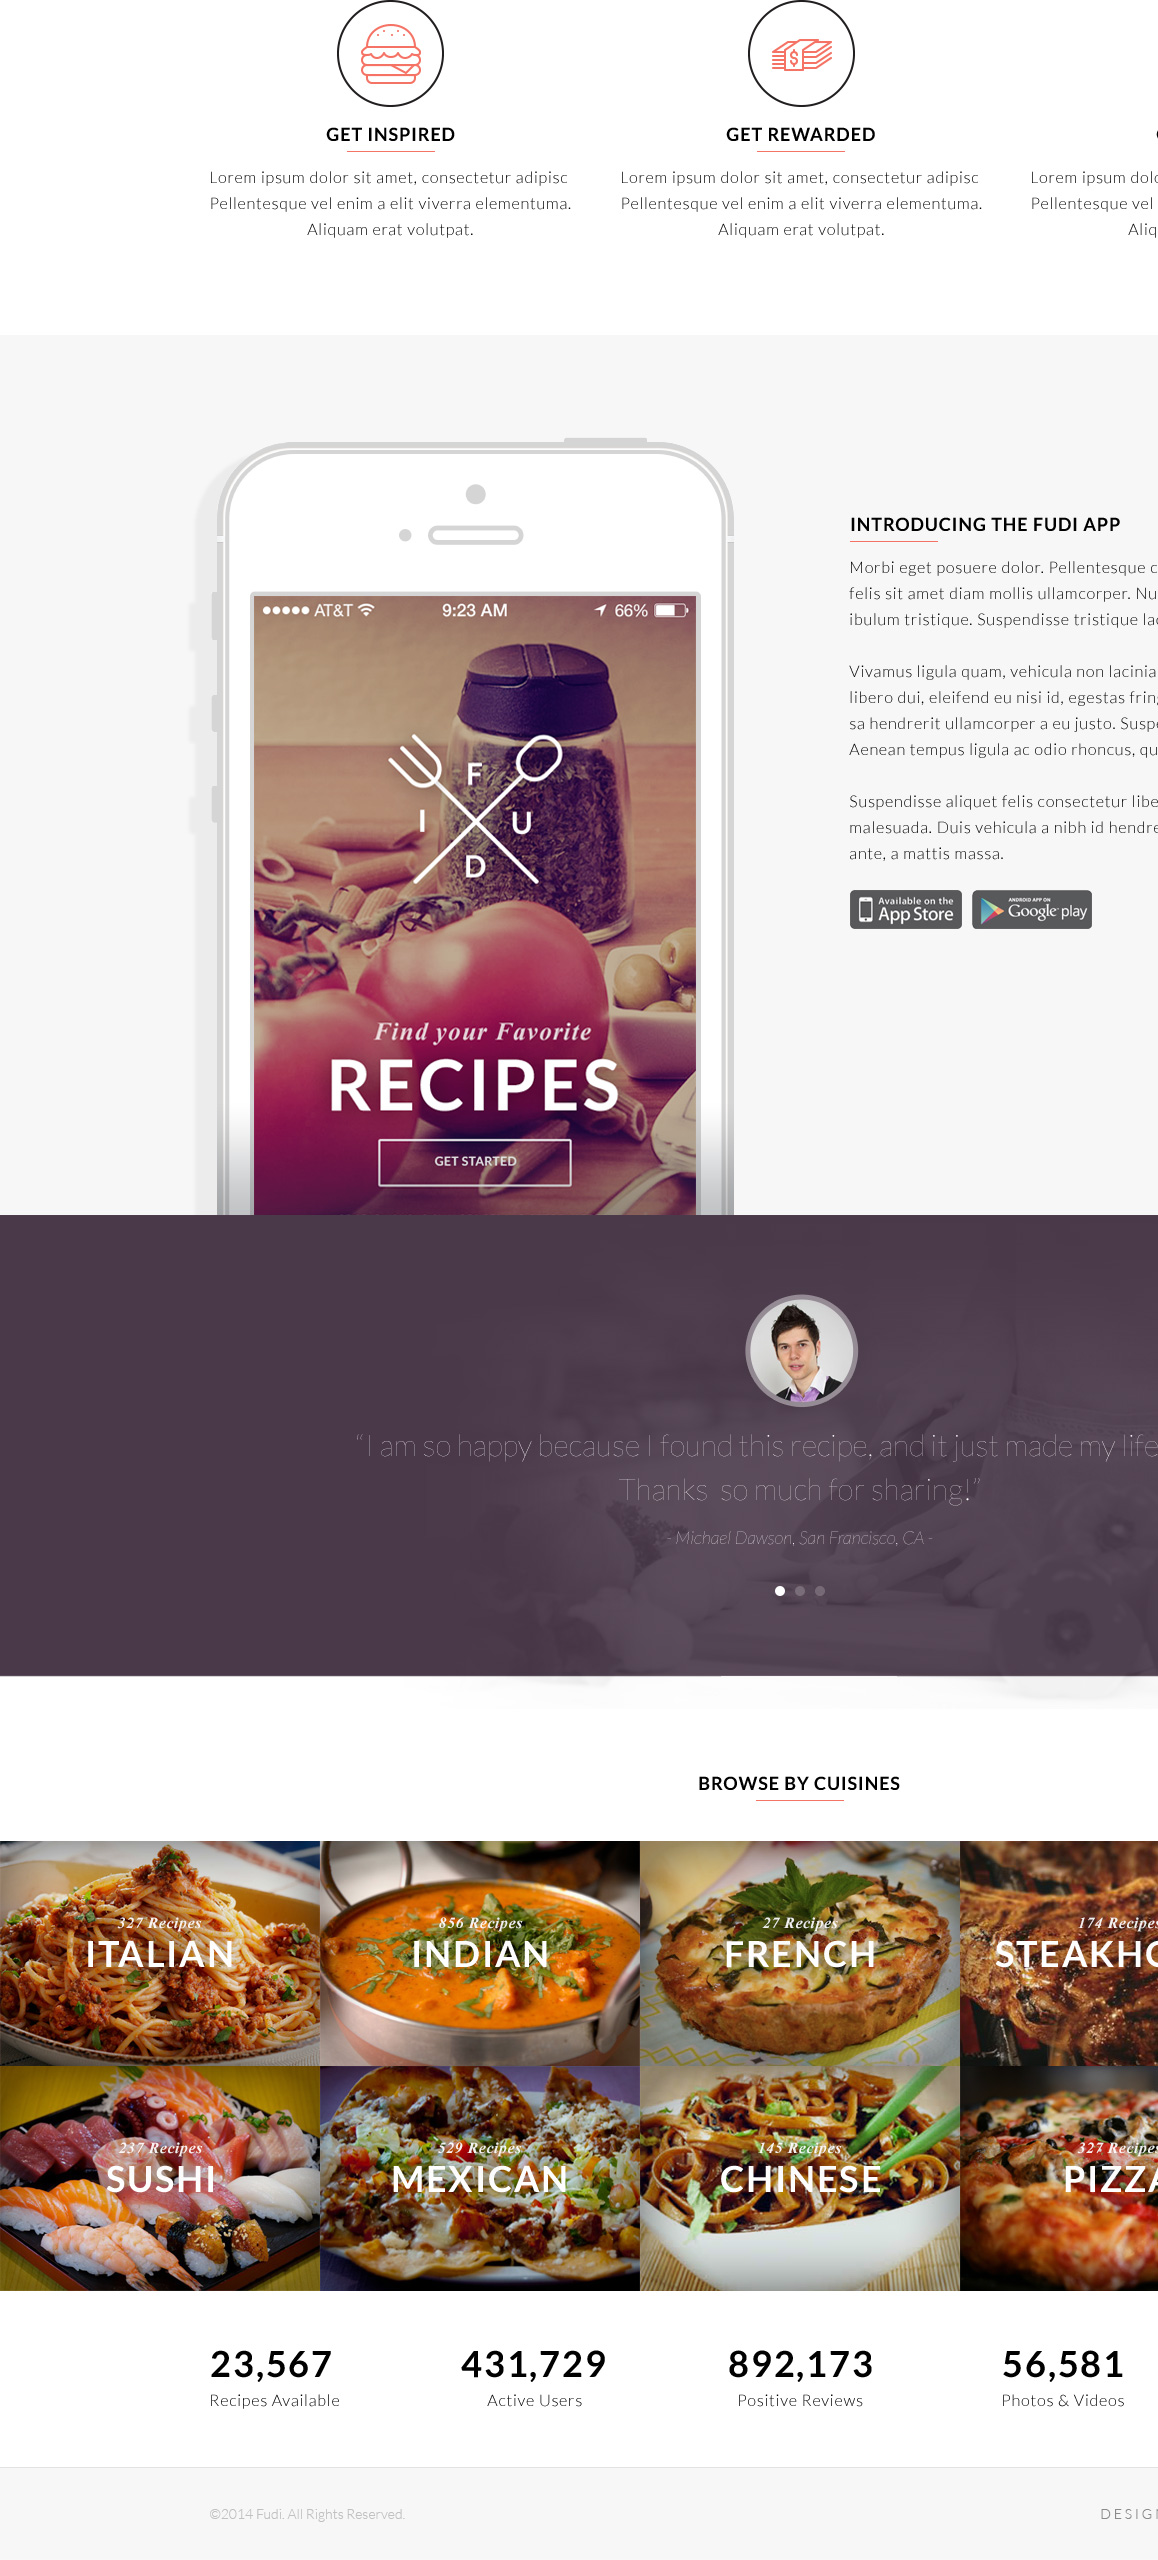 GET INSPIRED
Lorem ipsum dolor sit amet, consectetur adipisc
Pellentesque vel enim a elit viverra elementuma.
Aliquam erat volutpat.
GET REWARDED
Lorem ipsum dolor sit amet, consectetur adipisc
Pellentesque vel enim a elit viverra elementuma.
Aliquam erat volutpat.
Lorem ipsum dolo
Pellentesque vel
Aliq
AT&T 9:23 AM 66%
F
I U
D
Find your Favorite
RECIPES
GET STARTED
INTRODUCING THE FUDI APP
Morbi eget posuere dolor. Pellentesque c
felis sit amet diam mollis ullamcorper. Nu
ibulum tristique. Suspendisse tristique la
Vivamus ligula quam, vehicula non lacinia
libero dui, eleifend eu nisi id, egestas frin
sa hendrerit ullamcorper a eu justo. Susp
Aenean tempus ligula ac odio rhoncus, qu
Suspendisse aliquet felis consectetur libe
malesuada. Duis vehicula a nibh id hendre
ante, a mattis massa.
Available on the
App Store
ANDROID APP ON
Google play
“I am so happy because I found this recipe, and it just made my life
Thanks so much for sharing!”
- Michael Dawson, San Francisco, CA -
BROWSE BY CUISINES
327 Recipes
ITALIAN
856 Recipes
INDIAN
27 Recipes
FRENCH
174 Recipes
STEAKHO
237 Recipes
SUSHI
529 Recipes
MEXICAN
145 Recipes
CHINESE
327 Recipes
PIZZA
23,567
Recipes Available
431,729
Active Users
892,173
Positive Reviews
56,581
Photos & Videos
©2014 Fudi. All Rights Reserved.
DESIGN